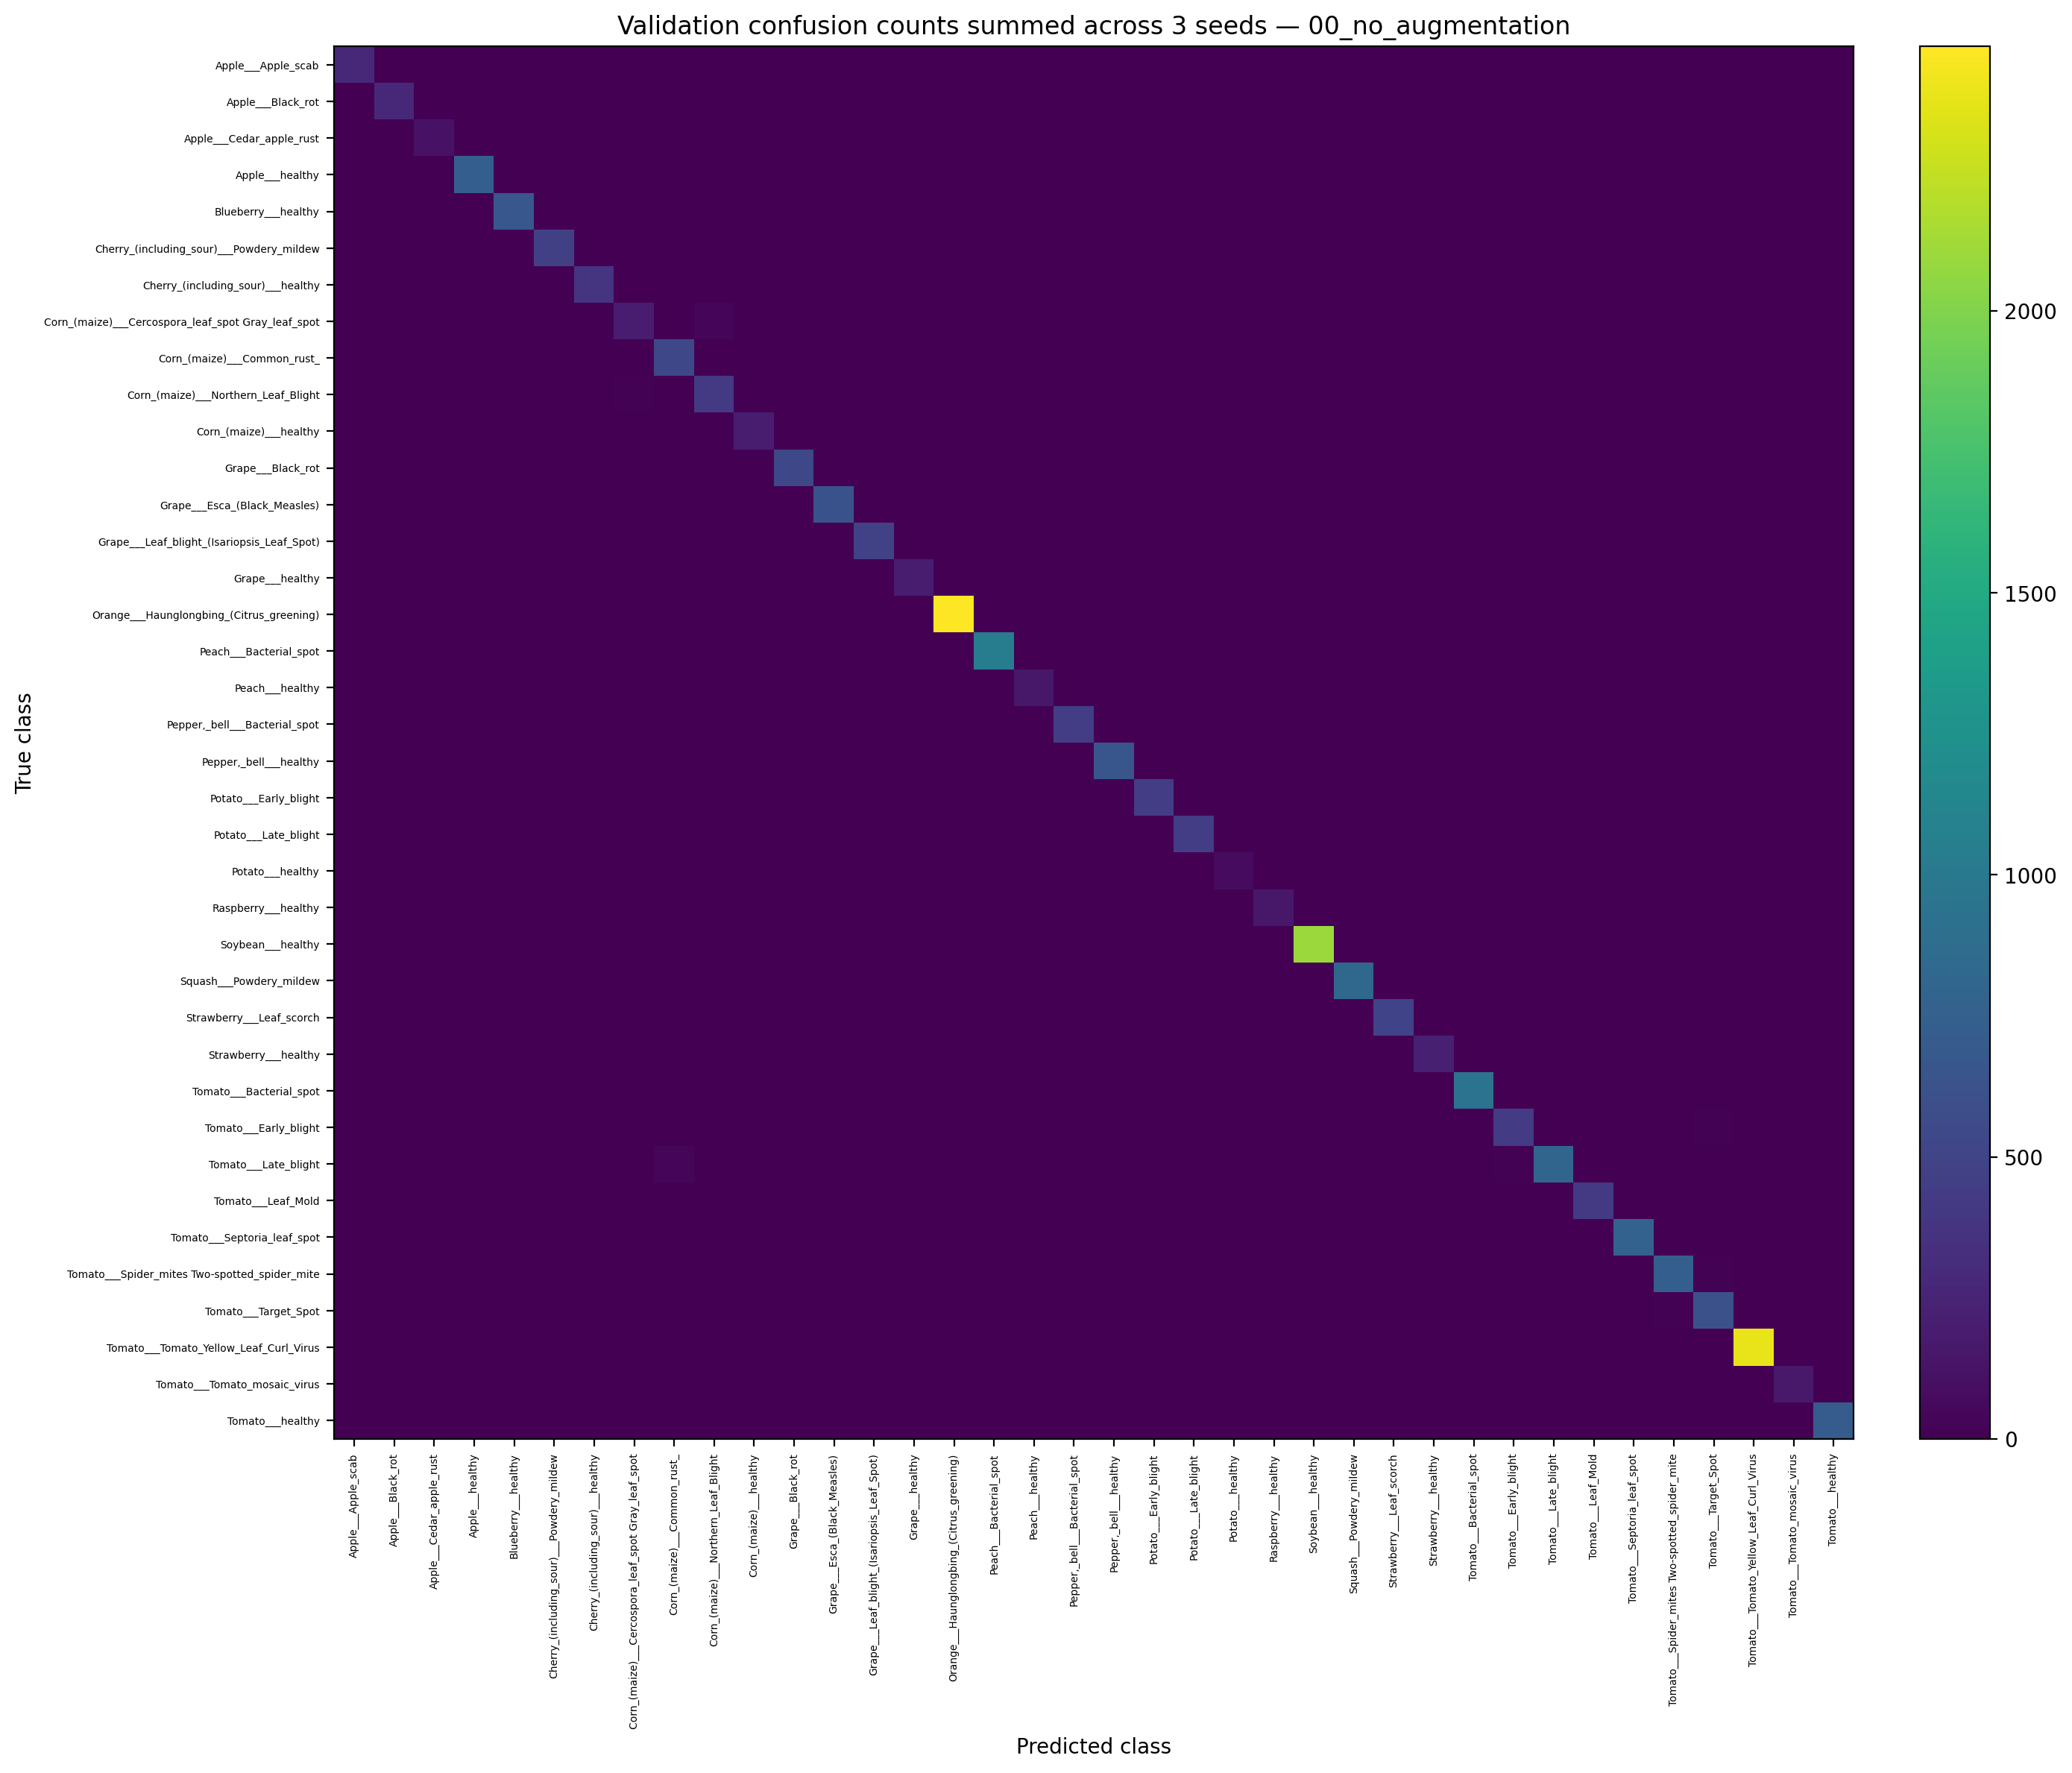 Validation confusion counts summed across 3 seeds — 00_no_augmentation
True class
Apple___Apple_scab
Apple___Black_rot
Apple___Cedar_apple_rust
Apple___healthy
Blueberry___healthy
Cherry_(including_sour)___Powdery_mildew
Cherry_(including_sour)___healthy
Corn_(maize)___Cercospora_leaf_spot Gray_leaf_spot
Corn_(maize)___Common_rust_
Corn_(maize)___Northern_Leaf_Blight
Corn_(maize)___healthy
Grape___Black_rot
Grape___Esca_(Black_Measles)
Grape___Leaf_blight_(Isariopsis_Leaf_Spot)
Grape___healthy
Orange___Haunglongbing_(Citrus_greening)
Peach___Bacterial_spot
Peach___healthy
Pepper,_bell___Bacterial_spot
Pepper,_bell___healthy
Potato___Early_blight
Potato___Late_blight
Potato___healthy
Raspberry___healthy
Soybean___healthy
Squash___Powdery_mildew
Strawberry___Leaf_scorch
Strawberry___healthy
Tomato___Bacterial_spot
Tomato___Early_blight
Tomato___Late_blight
Tomato___Leaf_Mold
Tomato___Septoria_leaf_spot
Tomato___Spider_mites Two-spotted_spider_mite
Tomato___Target_Spot
Tomato___Tomato_Yellow_Leaf_Curl_Virus
Tomato___Tomato_mosaic_virus
Tomato___healthy
Apple___Apple_scab
Apple___Black_rot
Apple___Cedar_apple_rust
Apple___healthy
Blueberry___healthy
Cherry_(including_sour)___Powdery_mildew
Cherry_(including_sour)___healthy
Corn_(maize)___Cercospora_leaf_spot Gray_leaf_spot
Corn_(maize)___Common_rust_
Corn_(maize)___Northern_Leaf_Blight
Corn_(maize)___healthy
Grape___Black_rot
Grape___Esca_(Black_Measles)
Grape___Leaf_blight_(Isariopsis_Leaf_Spot)
Grape___healthy
Orange___Haunglongbing_(Citrus_greening)
Peach___Bacterial_spot
Peach___healthy
Pepper,_bell___Bacterial_spot
Pepper,_bell___healthy
Potato___Early_blight
Potato___Late_blight
Potato___healthy
Raspberry___healthy
Soybean___healthy
Squash___Powdery_mildew
Strawberry___Leaf_scorch
Strawberry___healthy
Tomato___Bacterial_spot
Tomato___Early_blight
Tomato___Late_blight
Tomato___Leaf_Mold
Tomato___Septoria_leaf_spot
Tomato___Spider_mites Two-spotted_spider_mite
Tomato___Target_Spot
Tomato___Tomato_Yellow_Leaf_Curl_Virus
Tomato___Tomato_mosaic_virus
Tomato___healthy
Predicted class
2000
1500
1000
500
0